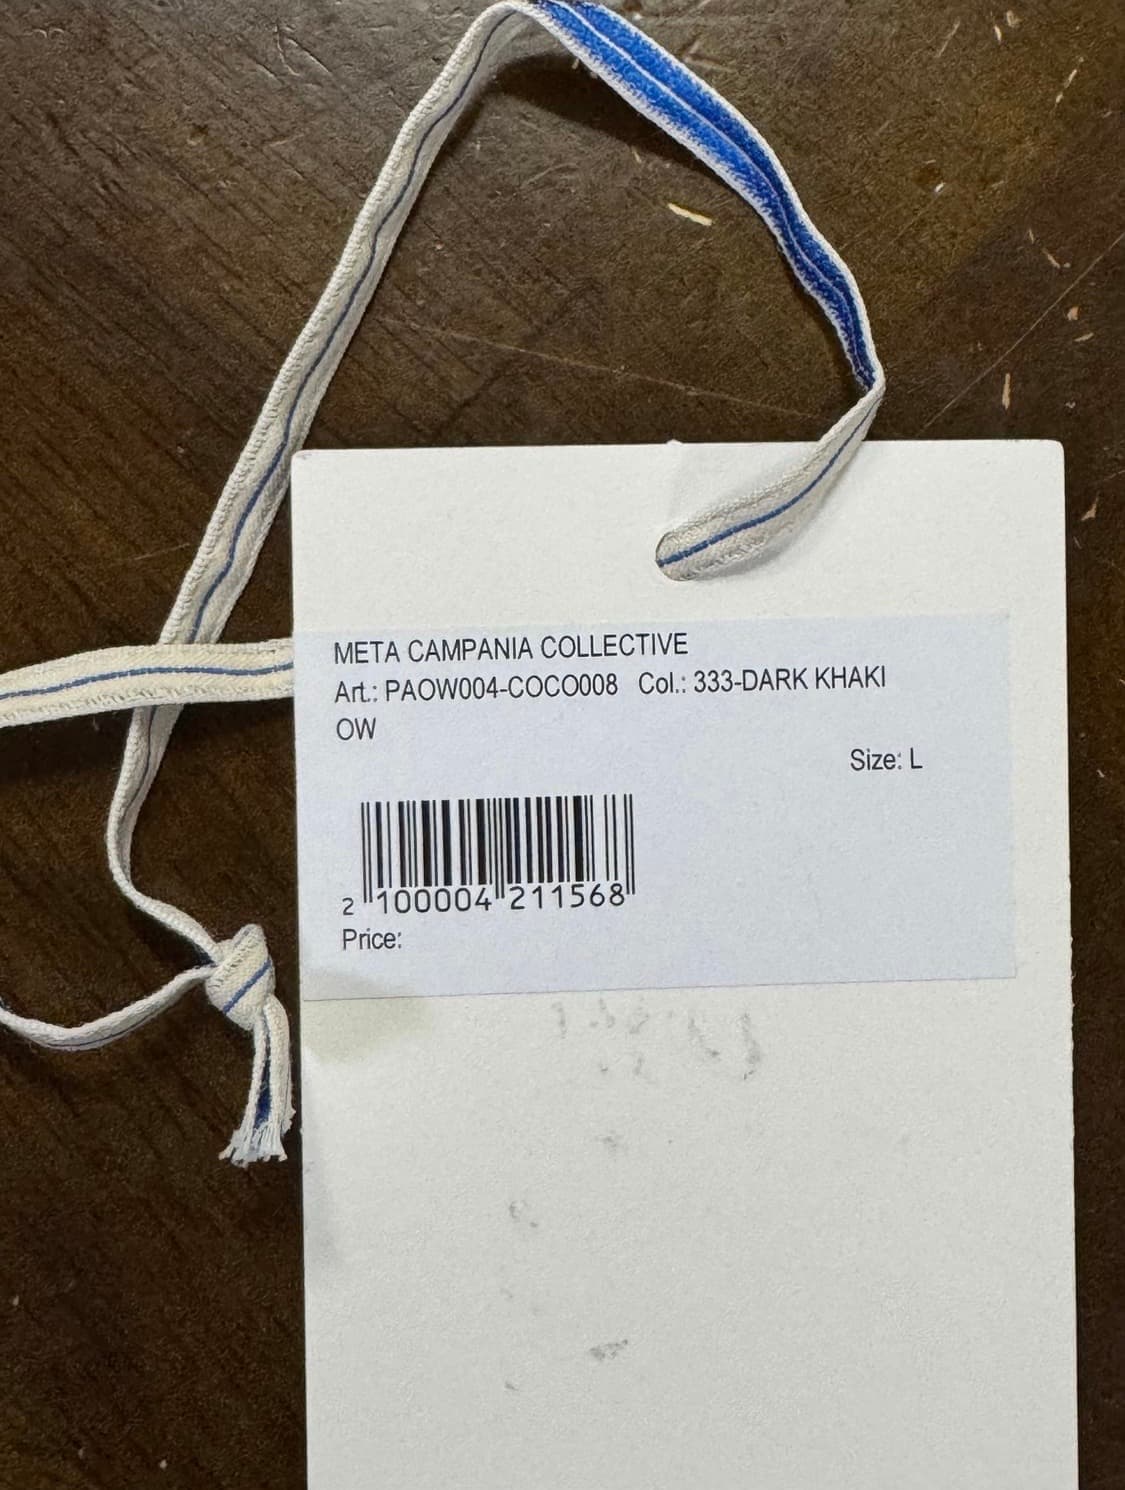 META CAMPANIA COLLECTIVE
Art.: PAOW004-COCO008 Col.: 333-DARK KHAKI
OW
Size: L
2 100004 211568
Price: